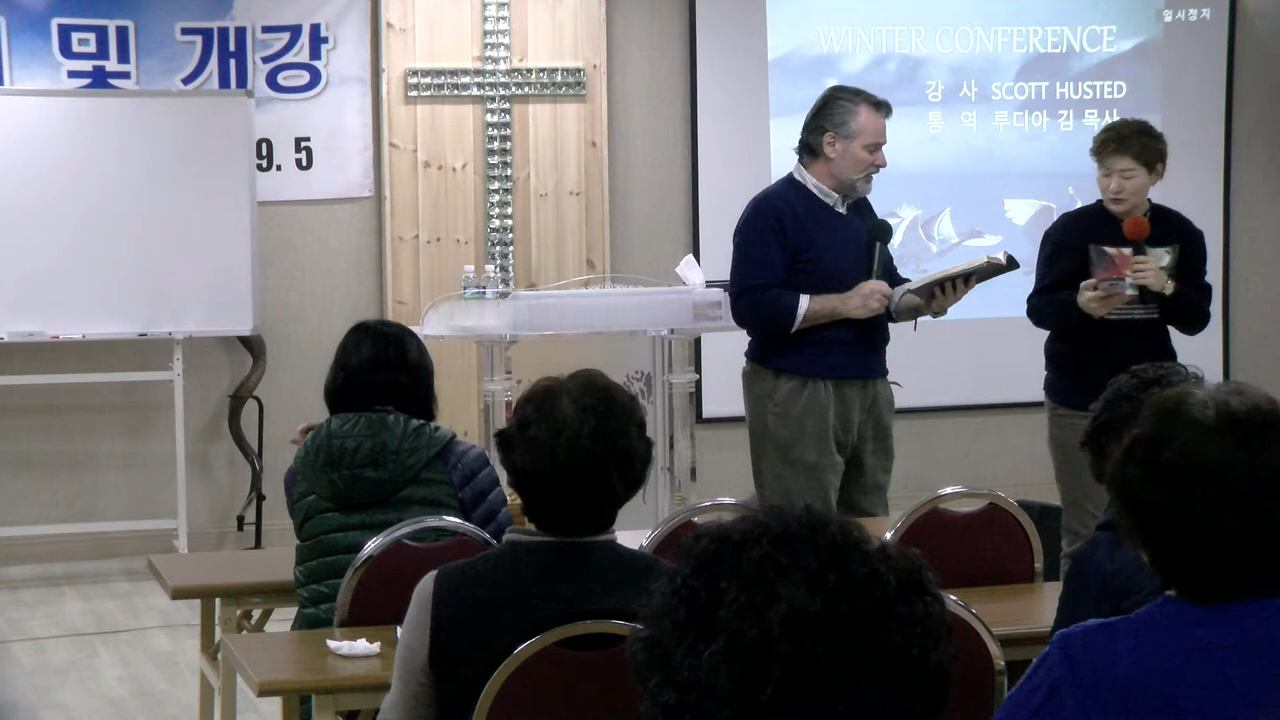 및 개강
9. 5
일시정지
WINTER CONFERENCE
강 사 SCOTT HUSTED
통 역 루디아 김 목사